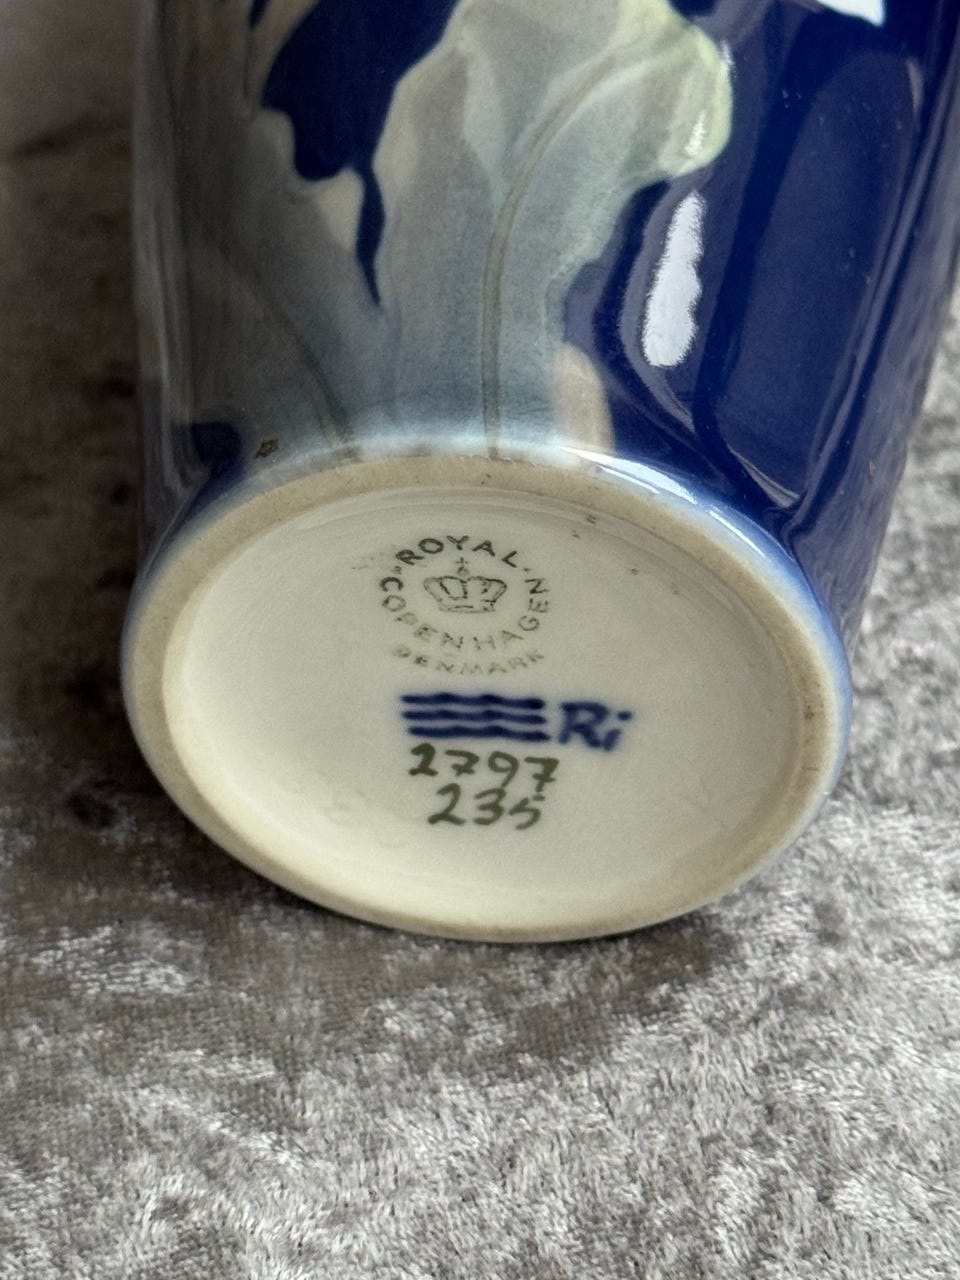 ROYAL
COPENHAGEN
DENMARK
Ri
2797
235